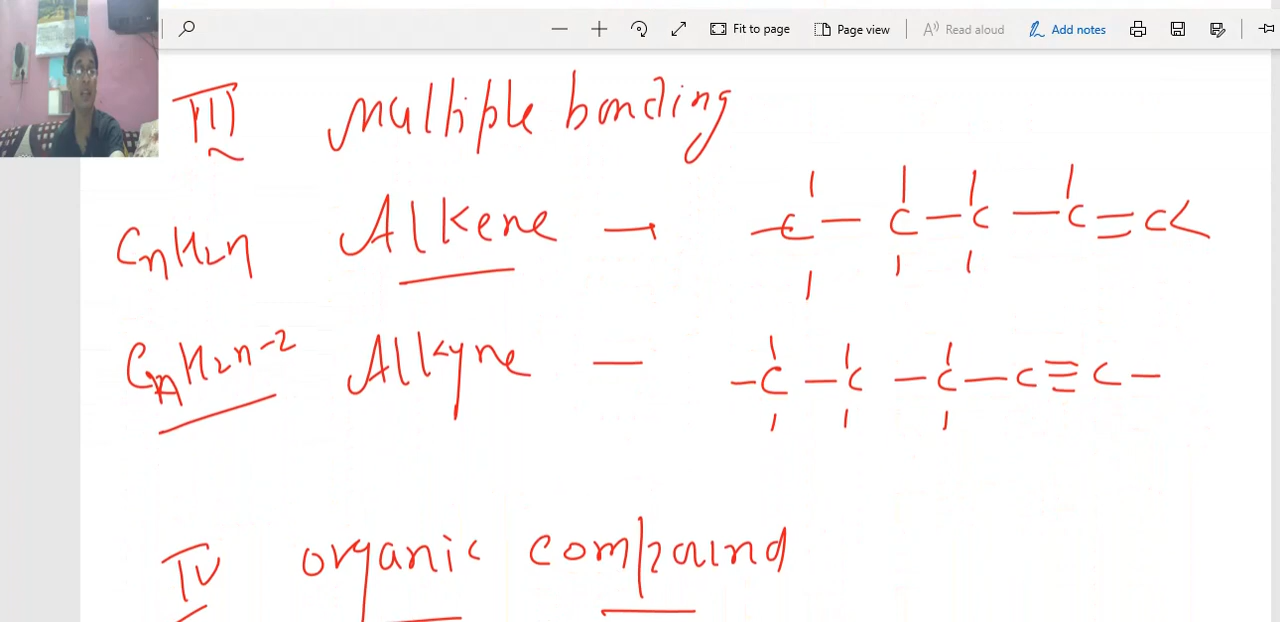 Fit to page Page view Read aloud Add notes
III Multiple bonding
CnH2n Alkene → -C-C-C-C=C<
CnH2n-2 Alkyne — -C-C-C-C≡C-
IV organic compound